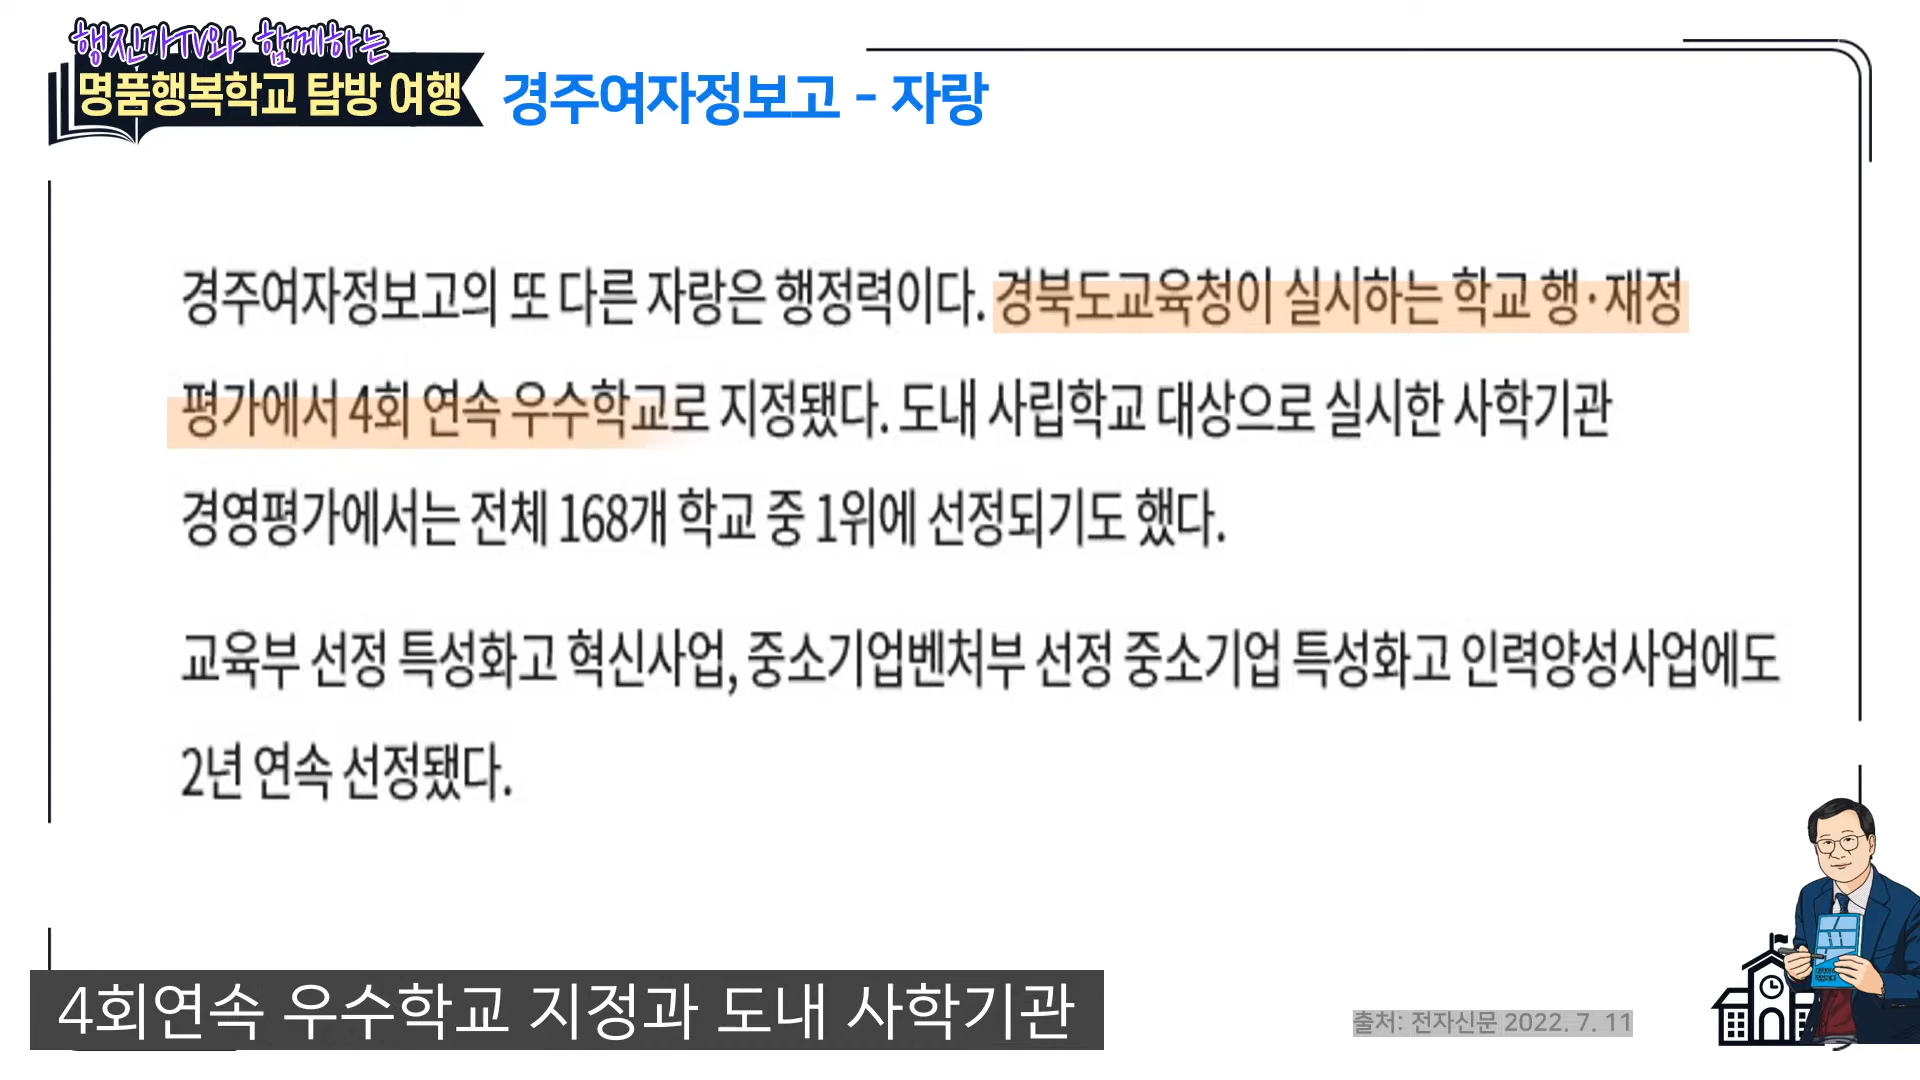 행진가TV와 함께하는
명품행복학교 탐방 여행
경주여자정보고 - 자랑
경주여자정보고의 또 다른 자랑은 행정력이다. 경북도교육청이 실시하는 학교 행·재정
평가에서 4회 연속 우수학교로 지정됐다. 도내 사립학교 대상으로 실시한 사학기관
경영평가에서는 전체 168개 학교 중 1위에 선정되기도 했다.
교육부 선정 특성화고 혁신사업, 중소기업벤처부 선정 중소기업 특성화고 인력양성사업에도
2년 연속 선정됐다.
4회연속 우수학교 지정과 도내 사학기관
출처: 전자신문 2022. 7. 11